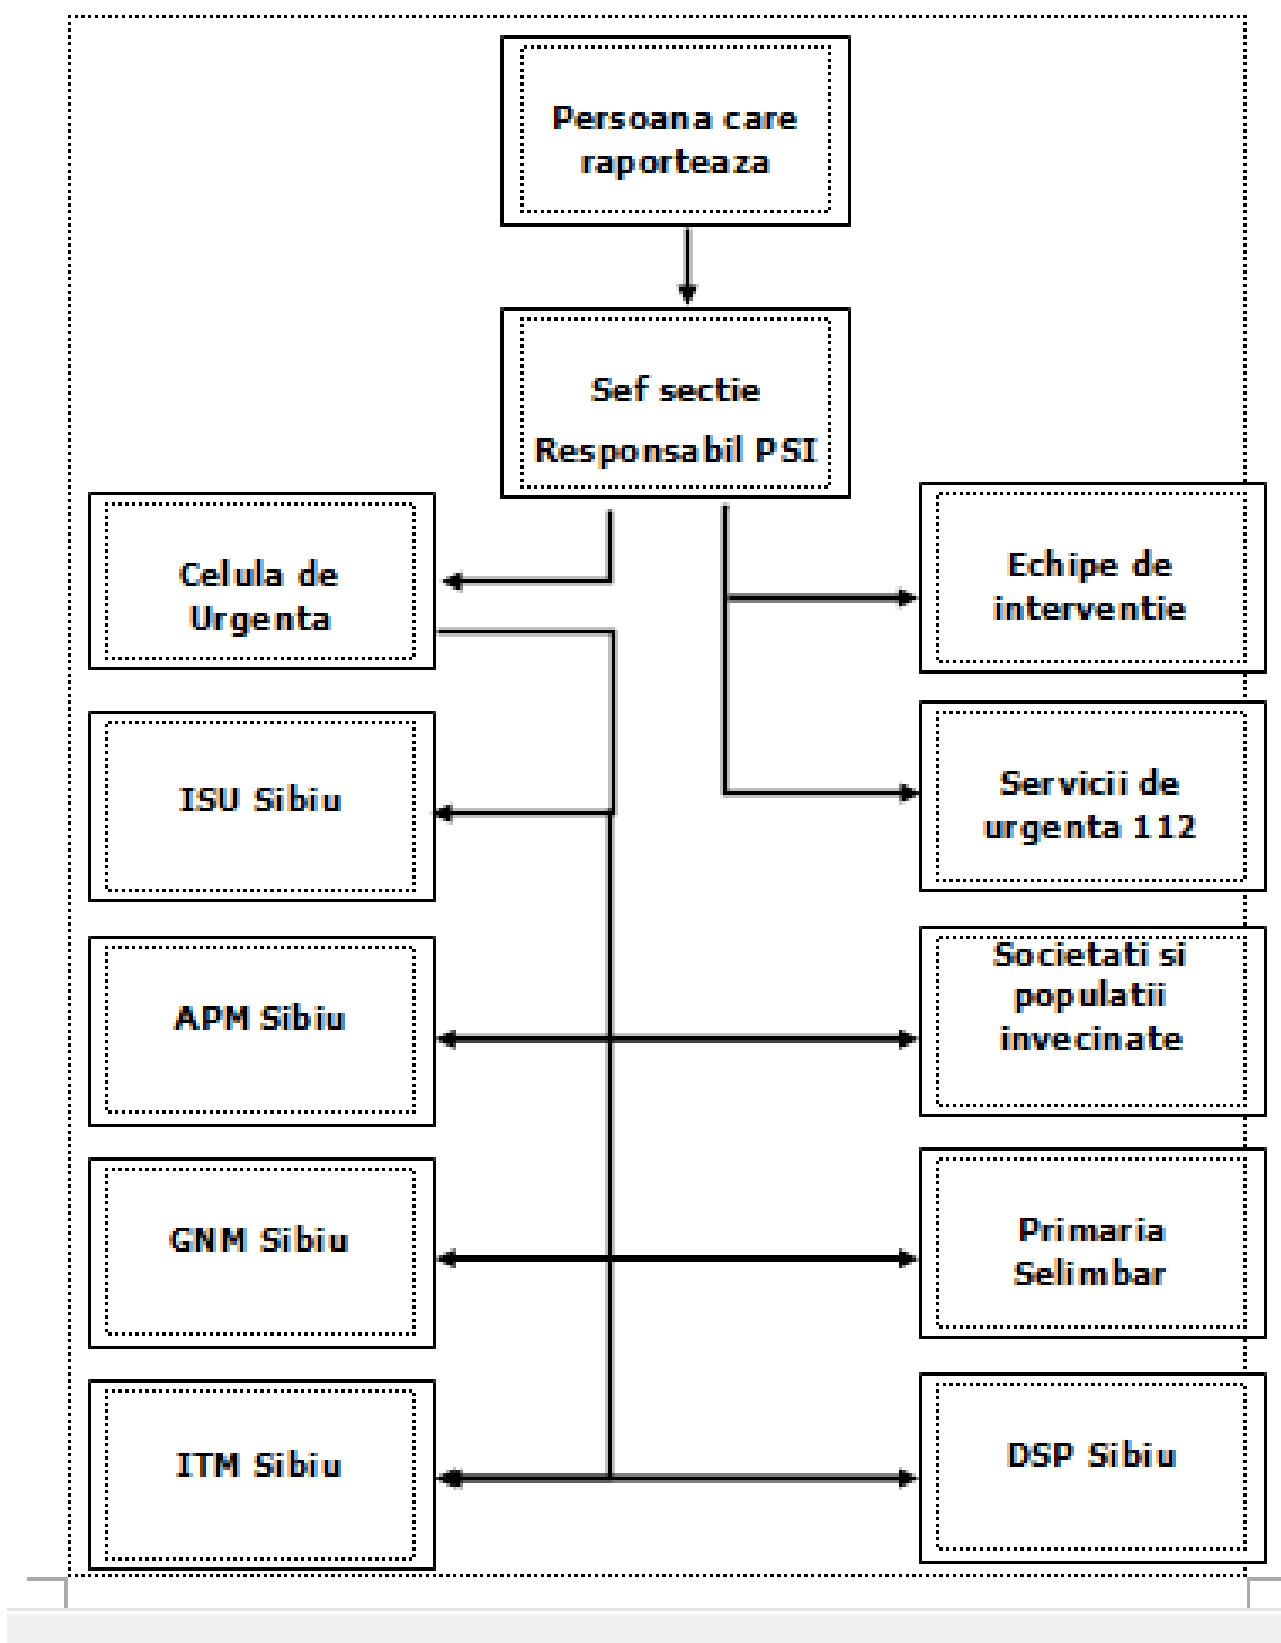 Persoana care
raporteaza
Sef sectie
Responsabil PSI
Celula de
Urgenta
Echipe de
interventie
ISU Sibiu
Servicii de
urgenta 112
APM Sibiu
Societati si
populatii
invecinate
GNM Sibiu
Primaria
Selimbar
ITM Sibiu
DSP Sibiu